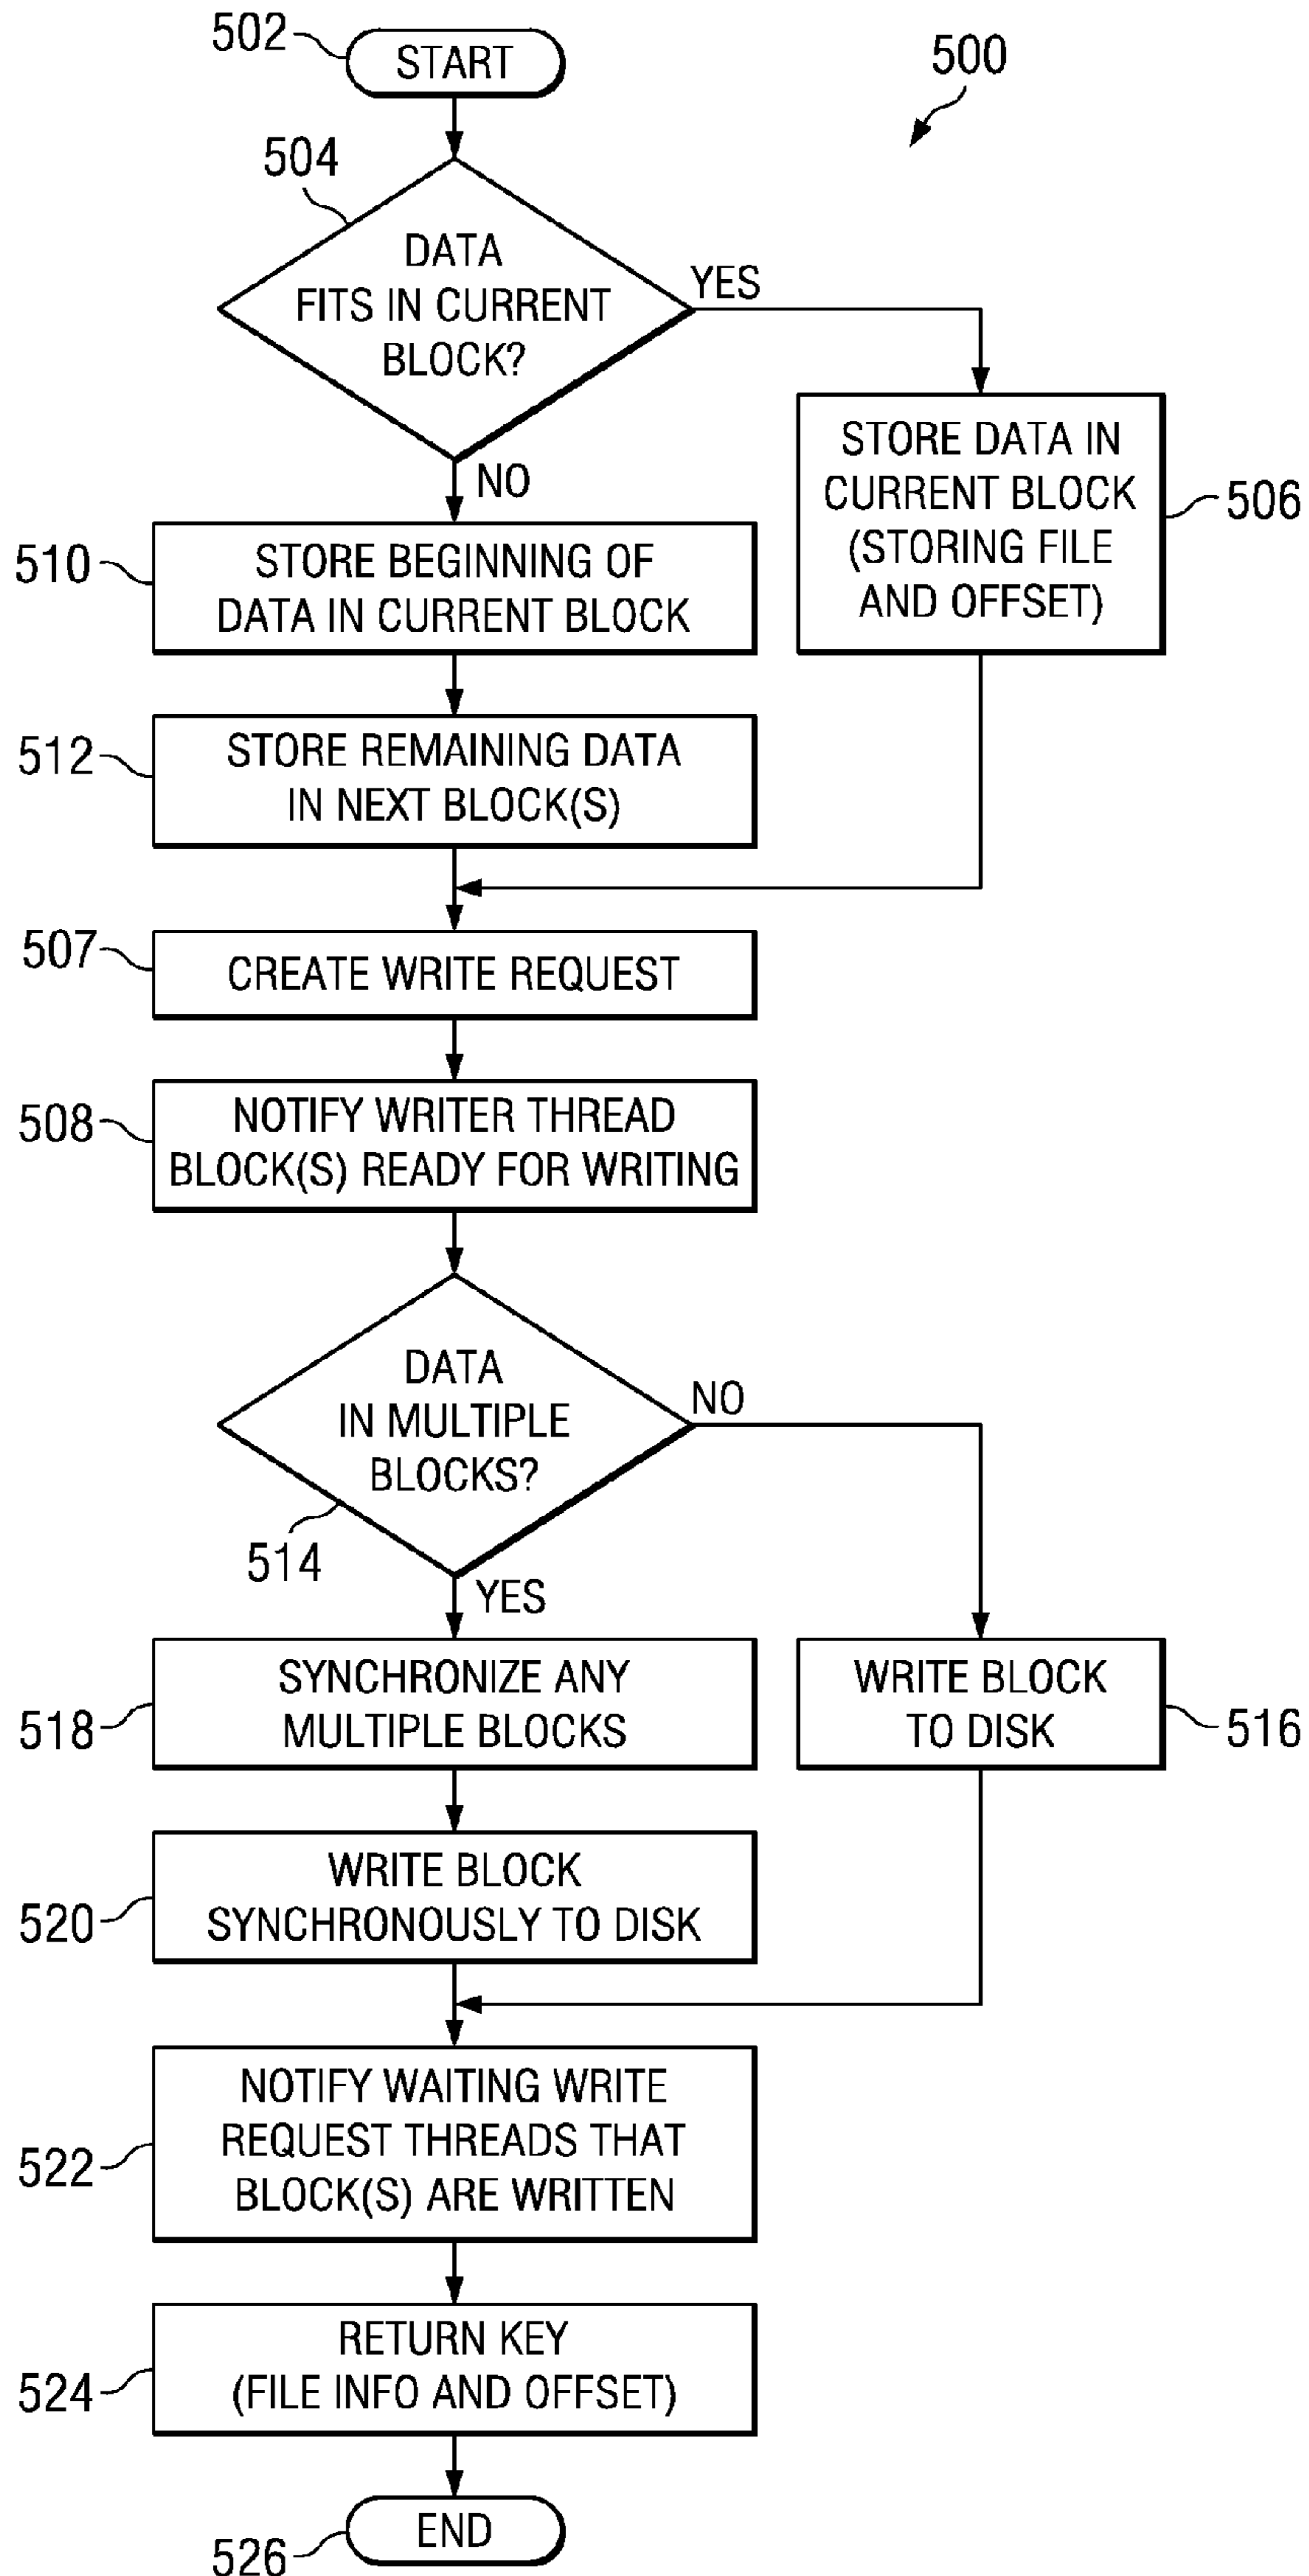 502
START
500
504
DATA
FITS IN CURRENT
BLOCK?
YES
NO
STORE DATA IN
CURRENT BLOCK
(STORING FILE
AND OFFSET)
506
510
STORE BEGINNING OF
DATA IN CURRENT BLOCK
512
STORE REMAINING DATA
IN NEXT BLOCK(S)
507
CREATE WRITE REQUEST
508
NOTIFY WRITER THREAD
BLOCK(S) READY FOR WRITING
DATA
IN MULTIPLE
BLOCKS?
NO
514
YES
518
SYNCHRONIZE ANY
MULTIPLE BLOCKS
WRITE BLOCK
TO DISK
516
520
WRITE BLOCK
SYNCHRONOUSLY TO DISK
522
NOTIFY WAITING WRITE
REQUEST THREADS THAT
BLOCK(S) ARE WRITTEN
524
RETURN KEY
(FILE INFO AND OFFSET)
END
526